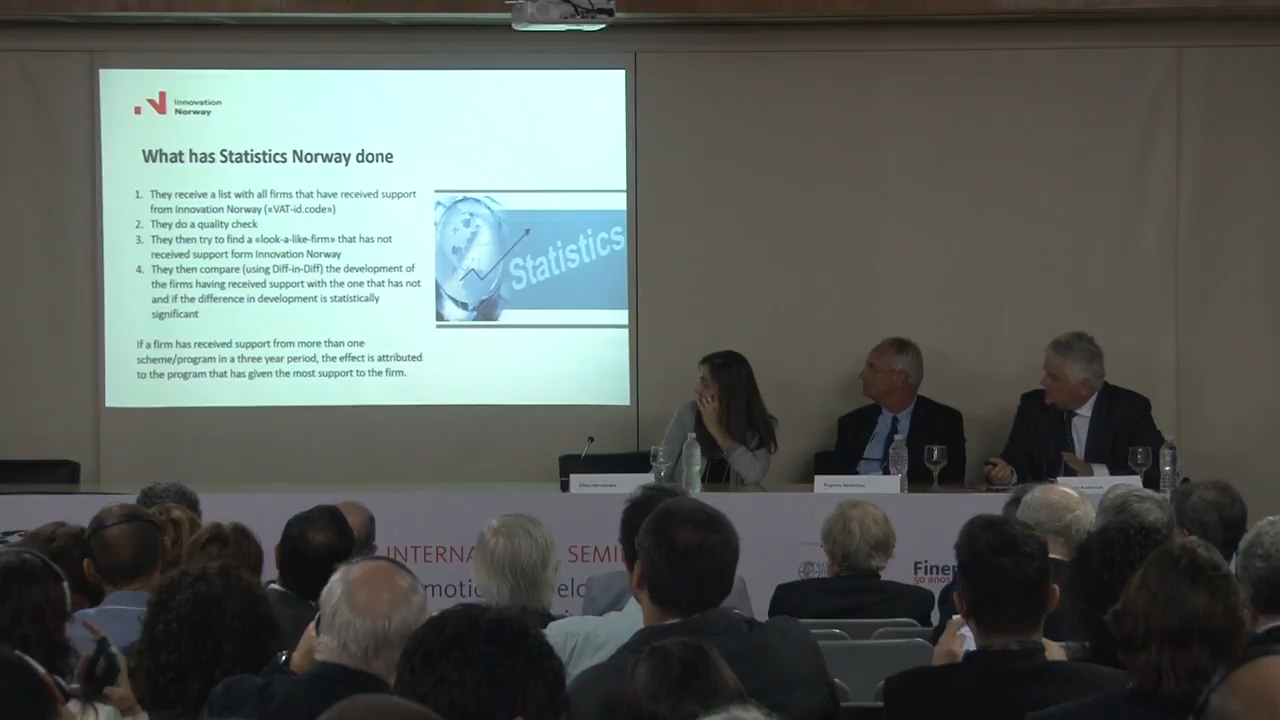 Innovation
Norway
What has Statistics Norway done
1. They receive a list with all firms that have received support
from Innovation Norway («VAT-id.code»)
2. They do a quality check
3. They then try to find a «look-a-like-firm» that has not
received support form Innovation Norway
4. They then compare (using Diff-in-Diff) the development of
the firms having received support with the one that has not
and if the difference in development is statistically
significant
If a firm has received support from more than one
scheme/program in a three year period, the effect is attributed
to the program that has given the most support to the firm.
Statistics
INTERNA SEMI
moti elo
Finep
50 anos